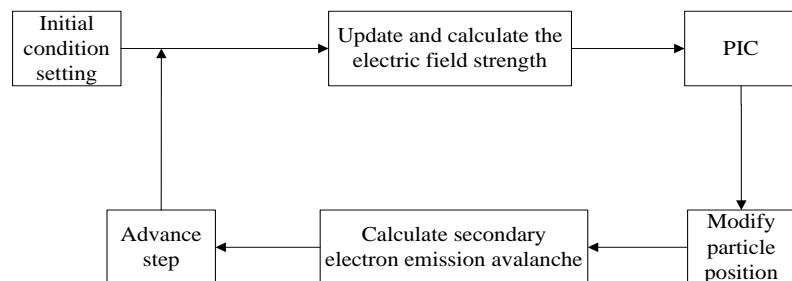 Initial
condition
setting
Update and calculate the
electric field strength
PIC
Modify
particle
position
Calculate secondary
electron emission avalanche
Advance
step